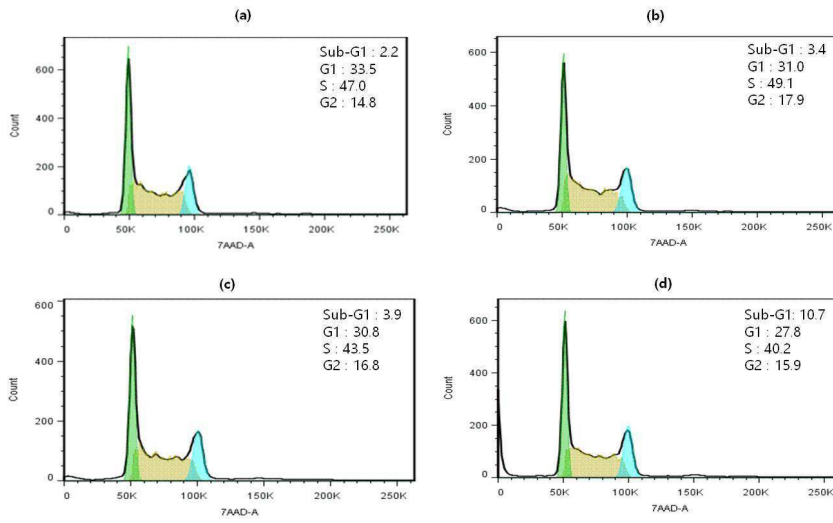 (a)
Sub-G1 : 2.2
G1 : 33.5
S : 47.0
G2 : 14.8
600
400
200
0
Count
0 50K 100K 150K 200K 250K
7AAD-A
(b)
Sub-G1 : 3.4
G1 : 31.0
S : 49.1
G2 : 17.9
600
400
200
0
Count
0 50K 100K 150K 200K 250K
7AAD-A
(c)
Sub-G1 : 3.9
G1 : 30.8
S : 43.5
G2 : 16.8
600
400
200
0
Count
0 50K 100K 150K 200K 250K
7AAD-A
(d)
Sub-G1: 10.7
G1 : 27.8
S : 40.2
G2 : 15.9
600
400
200
0
Count
0 50K 100K 150K 200K 250K
7AAD-A